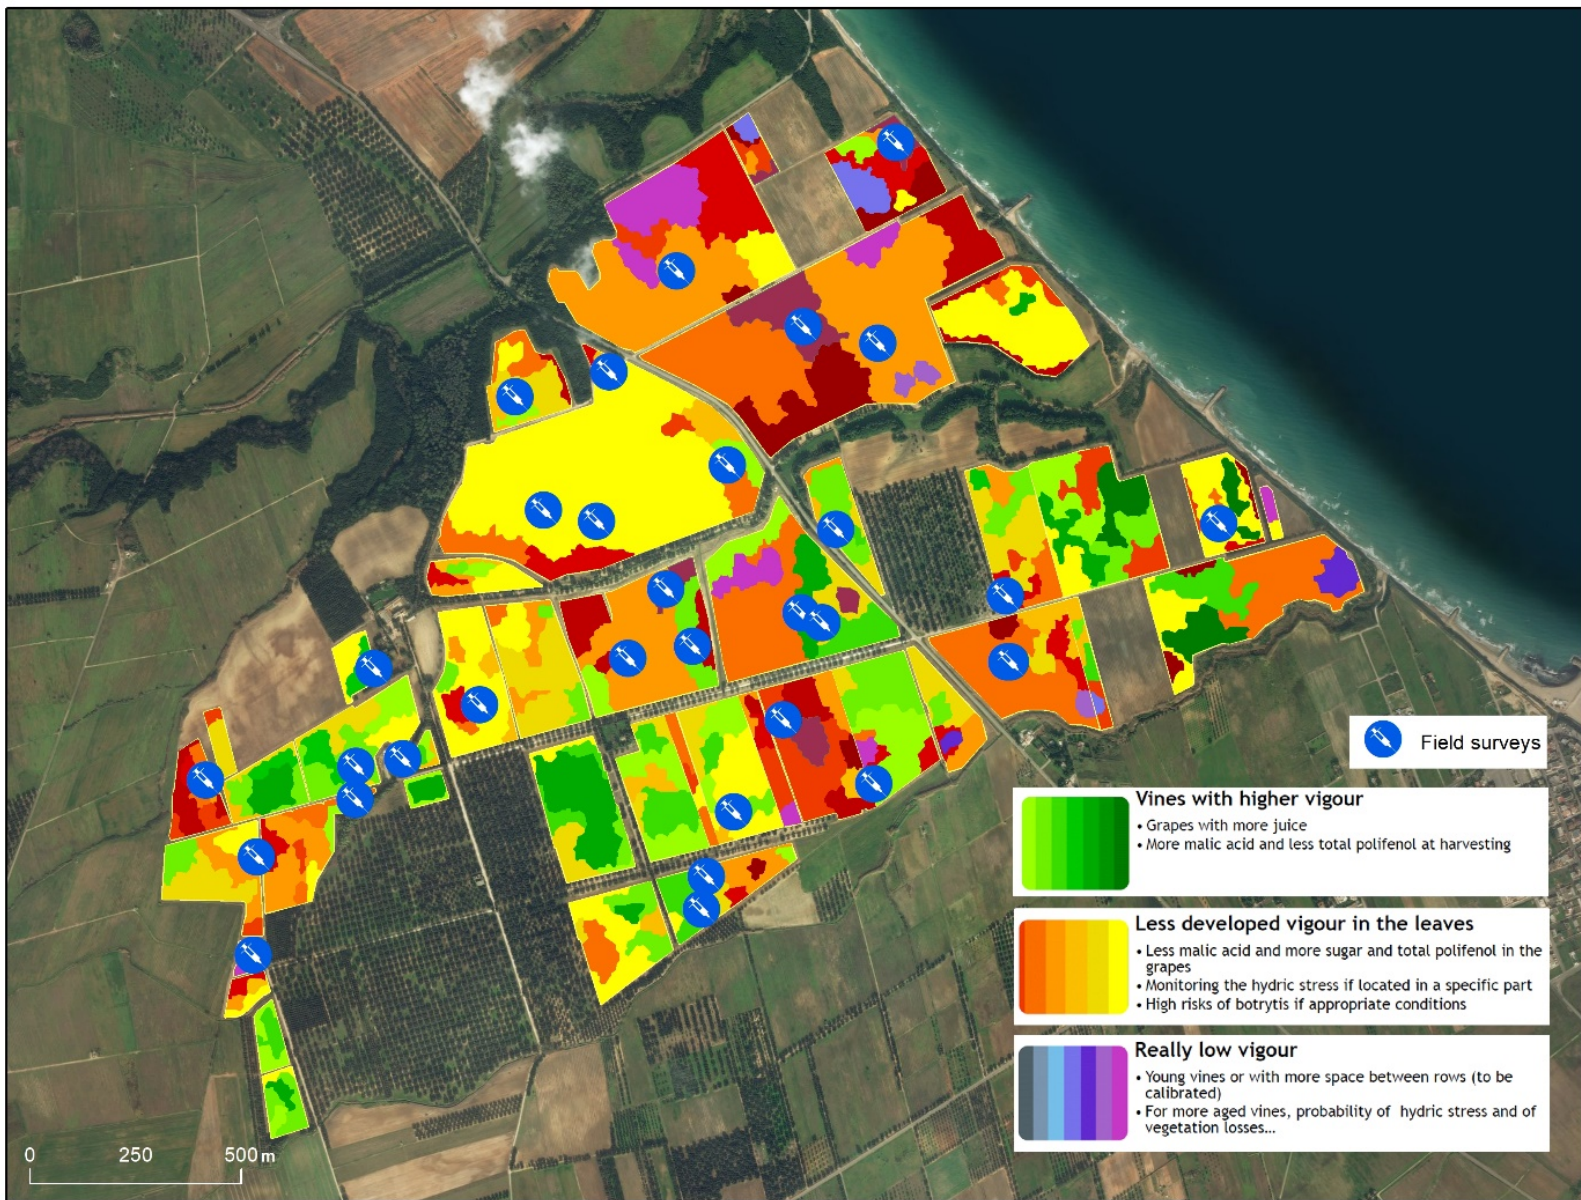 Field surveys
Vines with higher vigour
• Grapes with more juice
• More malic acid and less total polifenol at harvesting
Less developed vigour in the leaves
• Less malic acid and more sugar and total polifenol in the
grapes
• Monitoring the hydric stress if located in a specific part
• High risks of botrytis if appropriate conditions
Really low vigour
• Young vines or with more space between rows (to be
calibrated)
• For more aged vines, probability of hydric stress and of
vegetation losses...
0 250 500 m